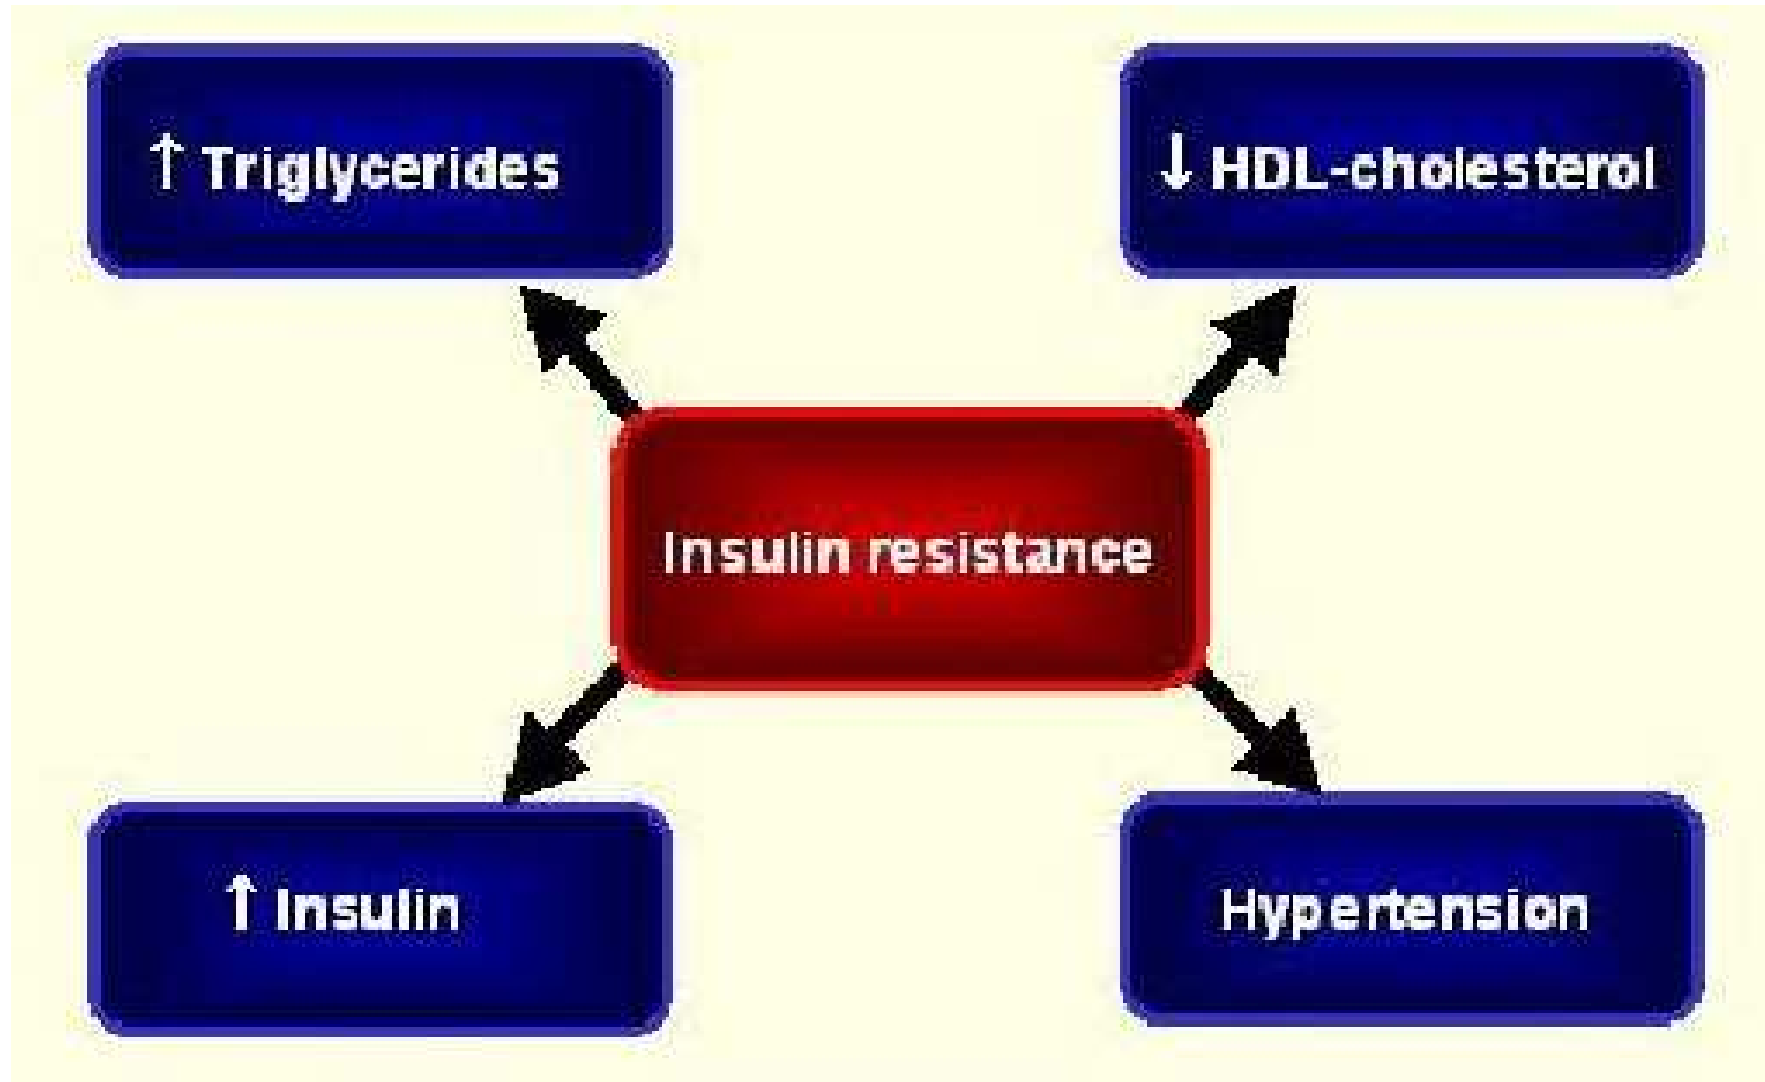 ↑ Triglycerides
↓ HDL-cholesterol
Insulin resistance
↑ Insulin
Hypertension